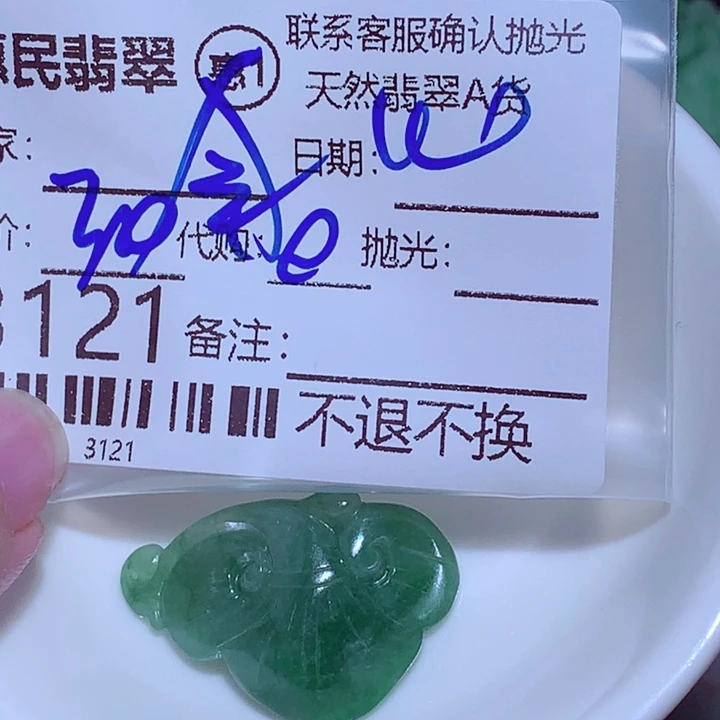 民翡翠 惠1 联系客服确认抛光
天然翡翠A货
家: 日期:
价: 代购: 抛光:
3121 备注:
3121 不退不换